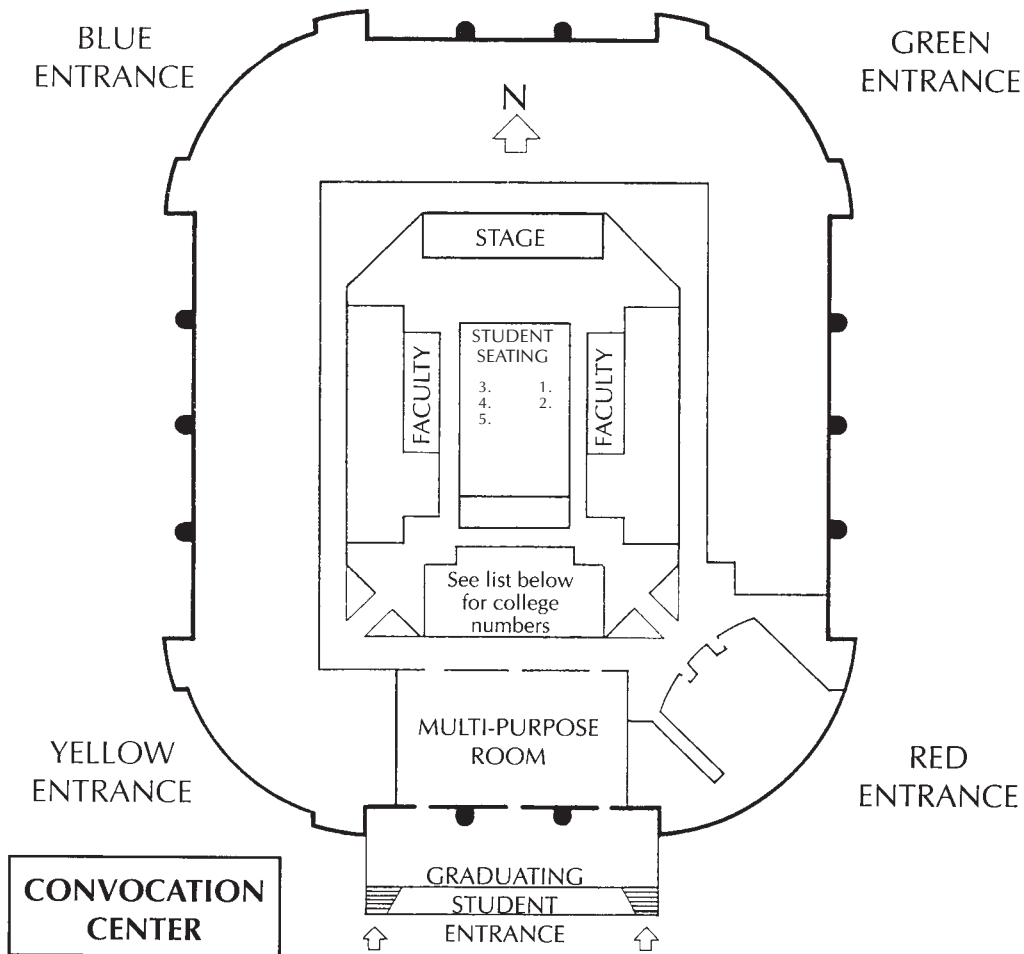 BLUE
ENTRANCE
GREEN
ENTRANCE
N
STAGE
STUDENT
SEATING
3. 1.
4. 2.
5.
FACULTY
FACULTY
See list below
for college
numbers
MULTI-PURPOSE
ROOM
YELLOW
ENTRANCE
RED
ENTRANCE
GRADUATING
STUDENT
ENTRANCE
CONVOCATION
CENTER